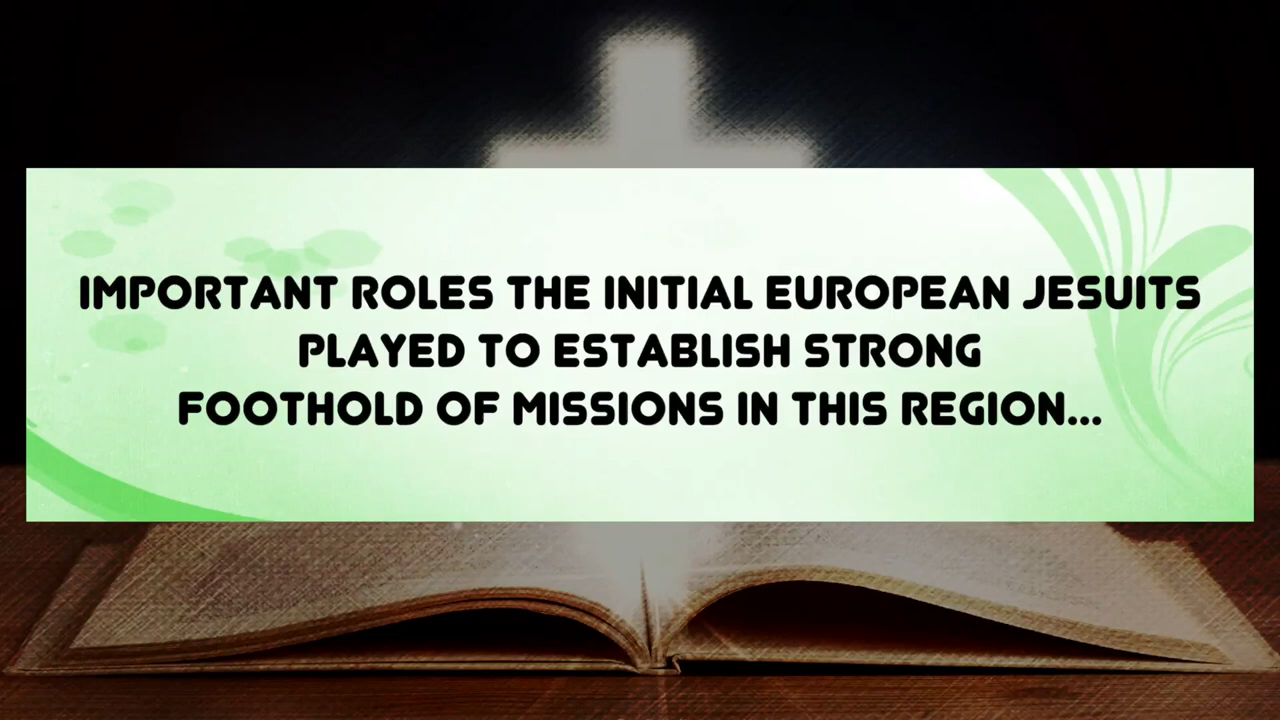 IMPORTANT ROLES THE INITIAL EUROPEAN JESUITS
PLAYED TO ESTABLISH STRONG
FOOTHOLD OF MISSIONS IN THIS REGION...